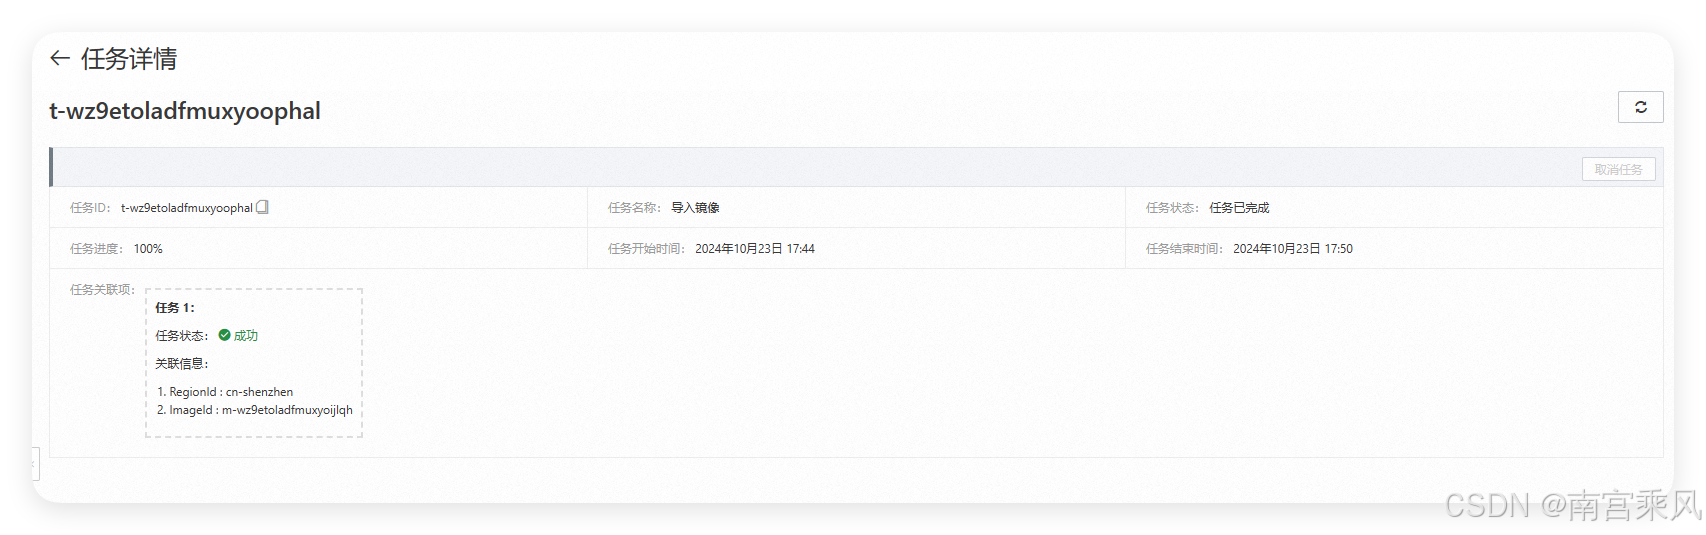 任务详情
t-wz9etoladfmuxyoophal
取消任务
任务ID: t-wz9etoladfmuxyoophal
任务名称: 导入镜像
任务状态: 任务已完成
任务进度: 100%
任务开始时间: 2024年10月23日 17:44
任务结束时间: 2024年10月23日 17:50
任务关联项:
任务 1:
任务状态: 成功
关联信息:
1. RegionId : cn-shenzhen
2. ImageId : m-wz9etoladfmuxyoijlqh
CSDN @南宫乘风